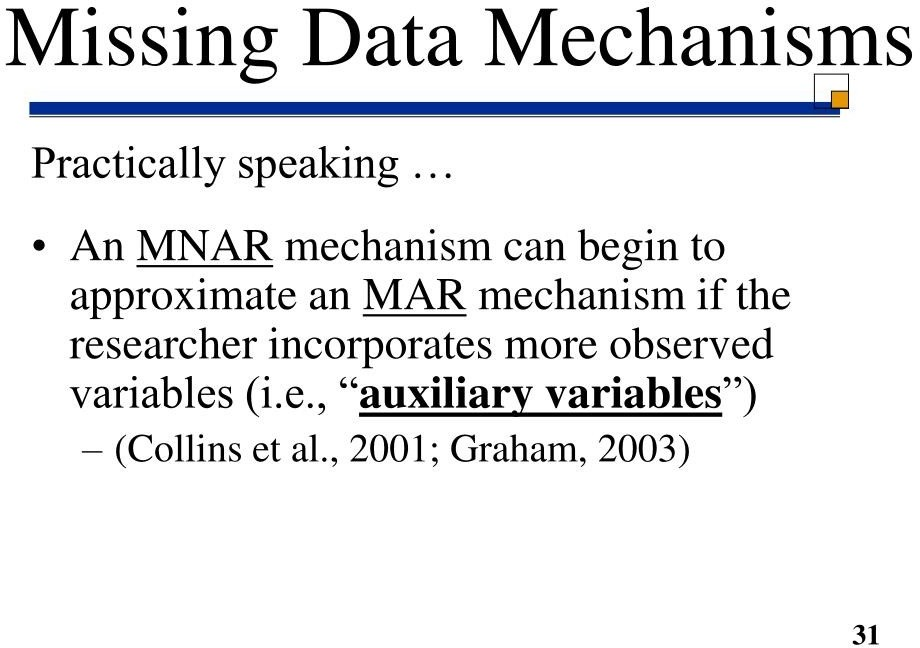 Missing Data Mechanisms
Practically speaking …
• An MNAR mechanism can begin to
approximate an MAR mechanism if the
researcher incorporates more observed
variables (i.e., “auxiliary variables”)
– (Collins et al., 2001; Graham, 2003)
31